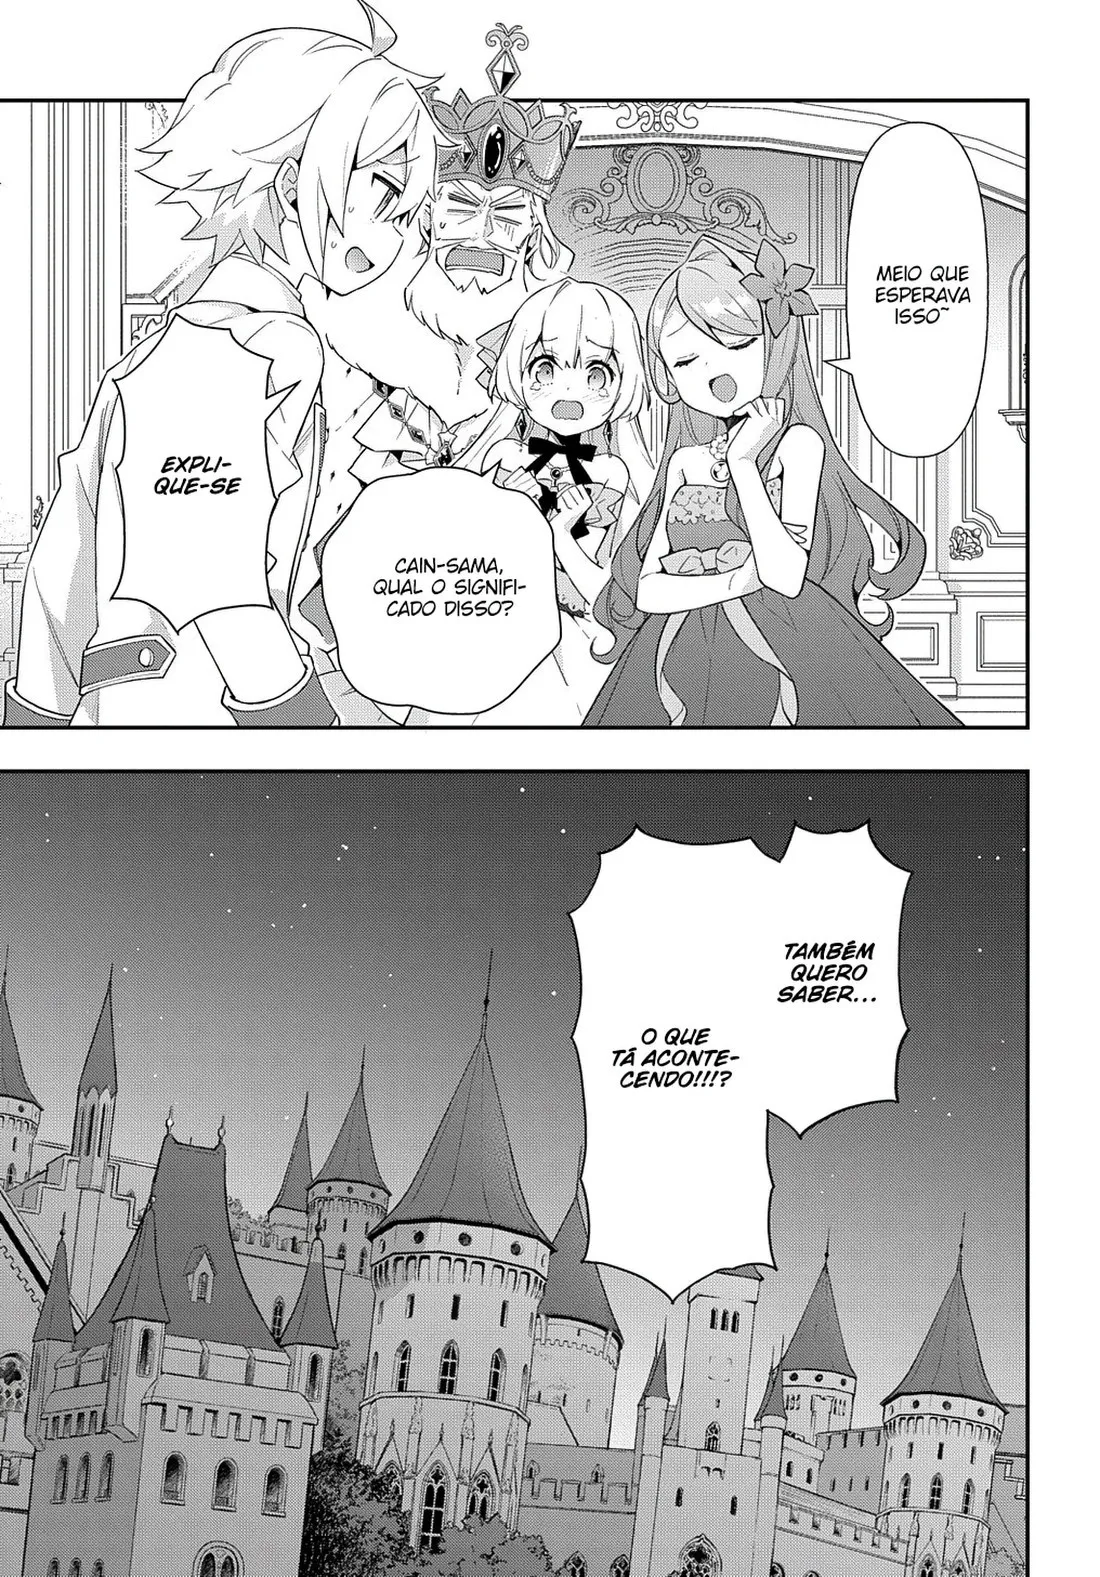 MEIO QUE
ESPERAVA
ISSO~
CAIN-SAMA,
QUAL O SIGNIFI-
CADO DISSO?
EXPLI-
QUE-SE
TAMBÉM
QUERO
SABER...
O QUE
TÁ ACONTE-
CENDO!!!?